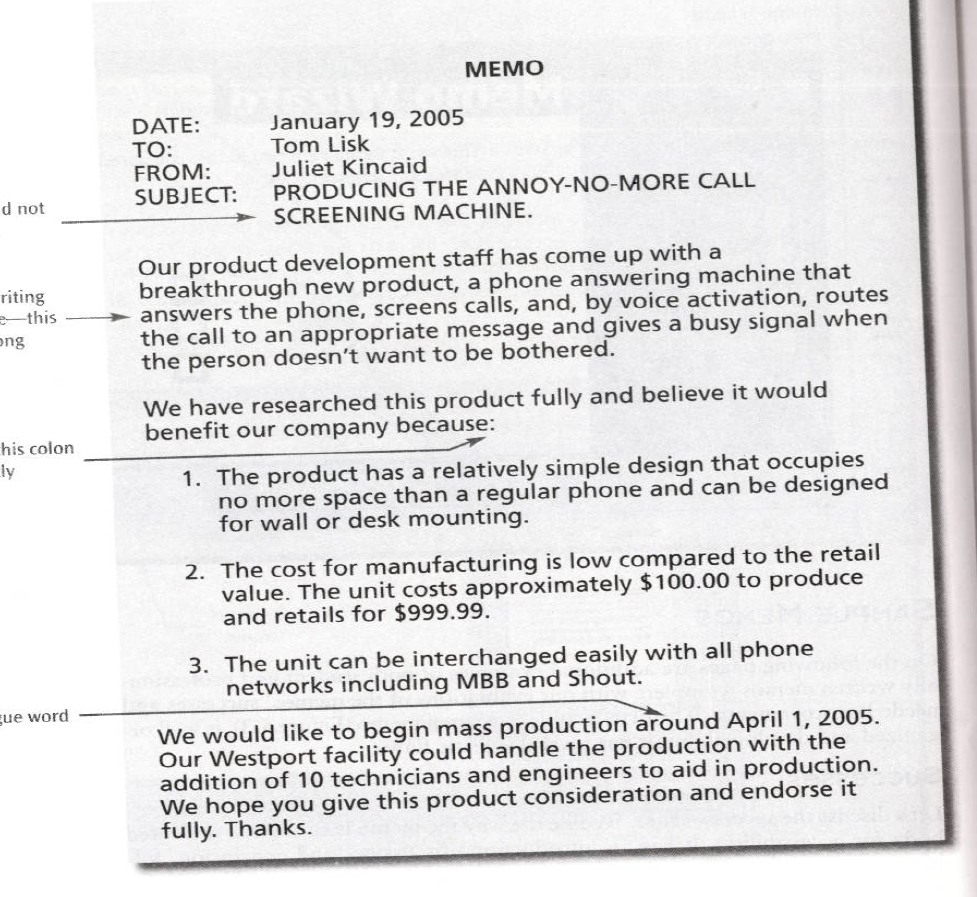 MEMO
DATE: January 19, 2005
TO: Tom Lisk
FROM: Juliet Kincaid
SUBJECT: PRODUCING THE ANNOY-NO-MORE CALL
SCREENING MACHINE.
d not
Our product development staff has come up with a
breakthrough new product, a phone answering machine that
answers the phone, screens calls, and, by voice activation, routes
the call to an appropriate message and gives a busy signal when
the person doesn't want to be bothered.
riting
e—this
ong
We have researched this product fully and believe it would
benefit our company because:
his colon
ly
1. The product has a relatively simple design that occupies
no more space than a regular phone and can be designed
for wall or desk mounting.
2. The cost for manufacturing is low compared to the retail
value. The unit costs approximately $100.00 to produce
and retails for $999.99.
3. The unit can be interchanged easily with all phone
networks including MBB and Shout.
gue word
We would like to begin mass production around April 1, 2005.
Our Westport facility could handle the production with the
addition of 10 technicians and engineers to aid in production.
We hope you give this product consideration and endorse it
fully. Thanks.